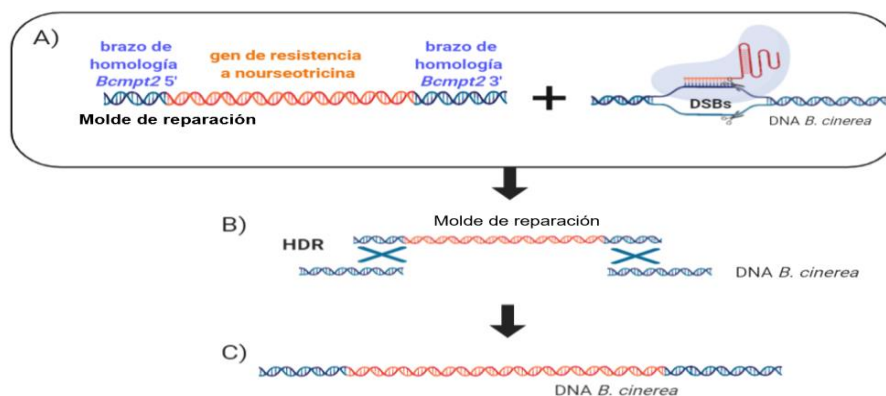 A)
brazo de
homología
Bcmpt2 5'
gen de resistencia
a nourseotricina
brazo de
homología
Bcmpt2 3'
Molde de reparación
+
DSBs
DNA B. cinerea
B)
Molde de reparación
HDR
DNA B. cinerea
C)
DNA B. cinerea